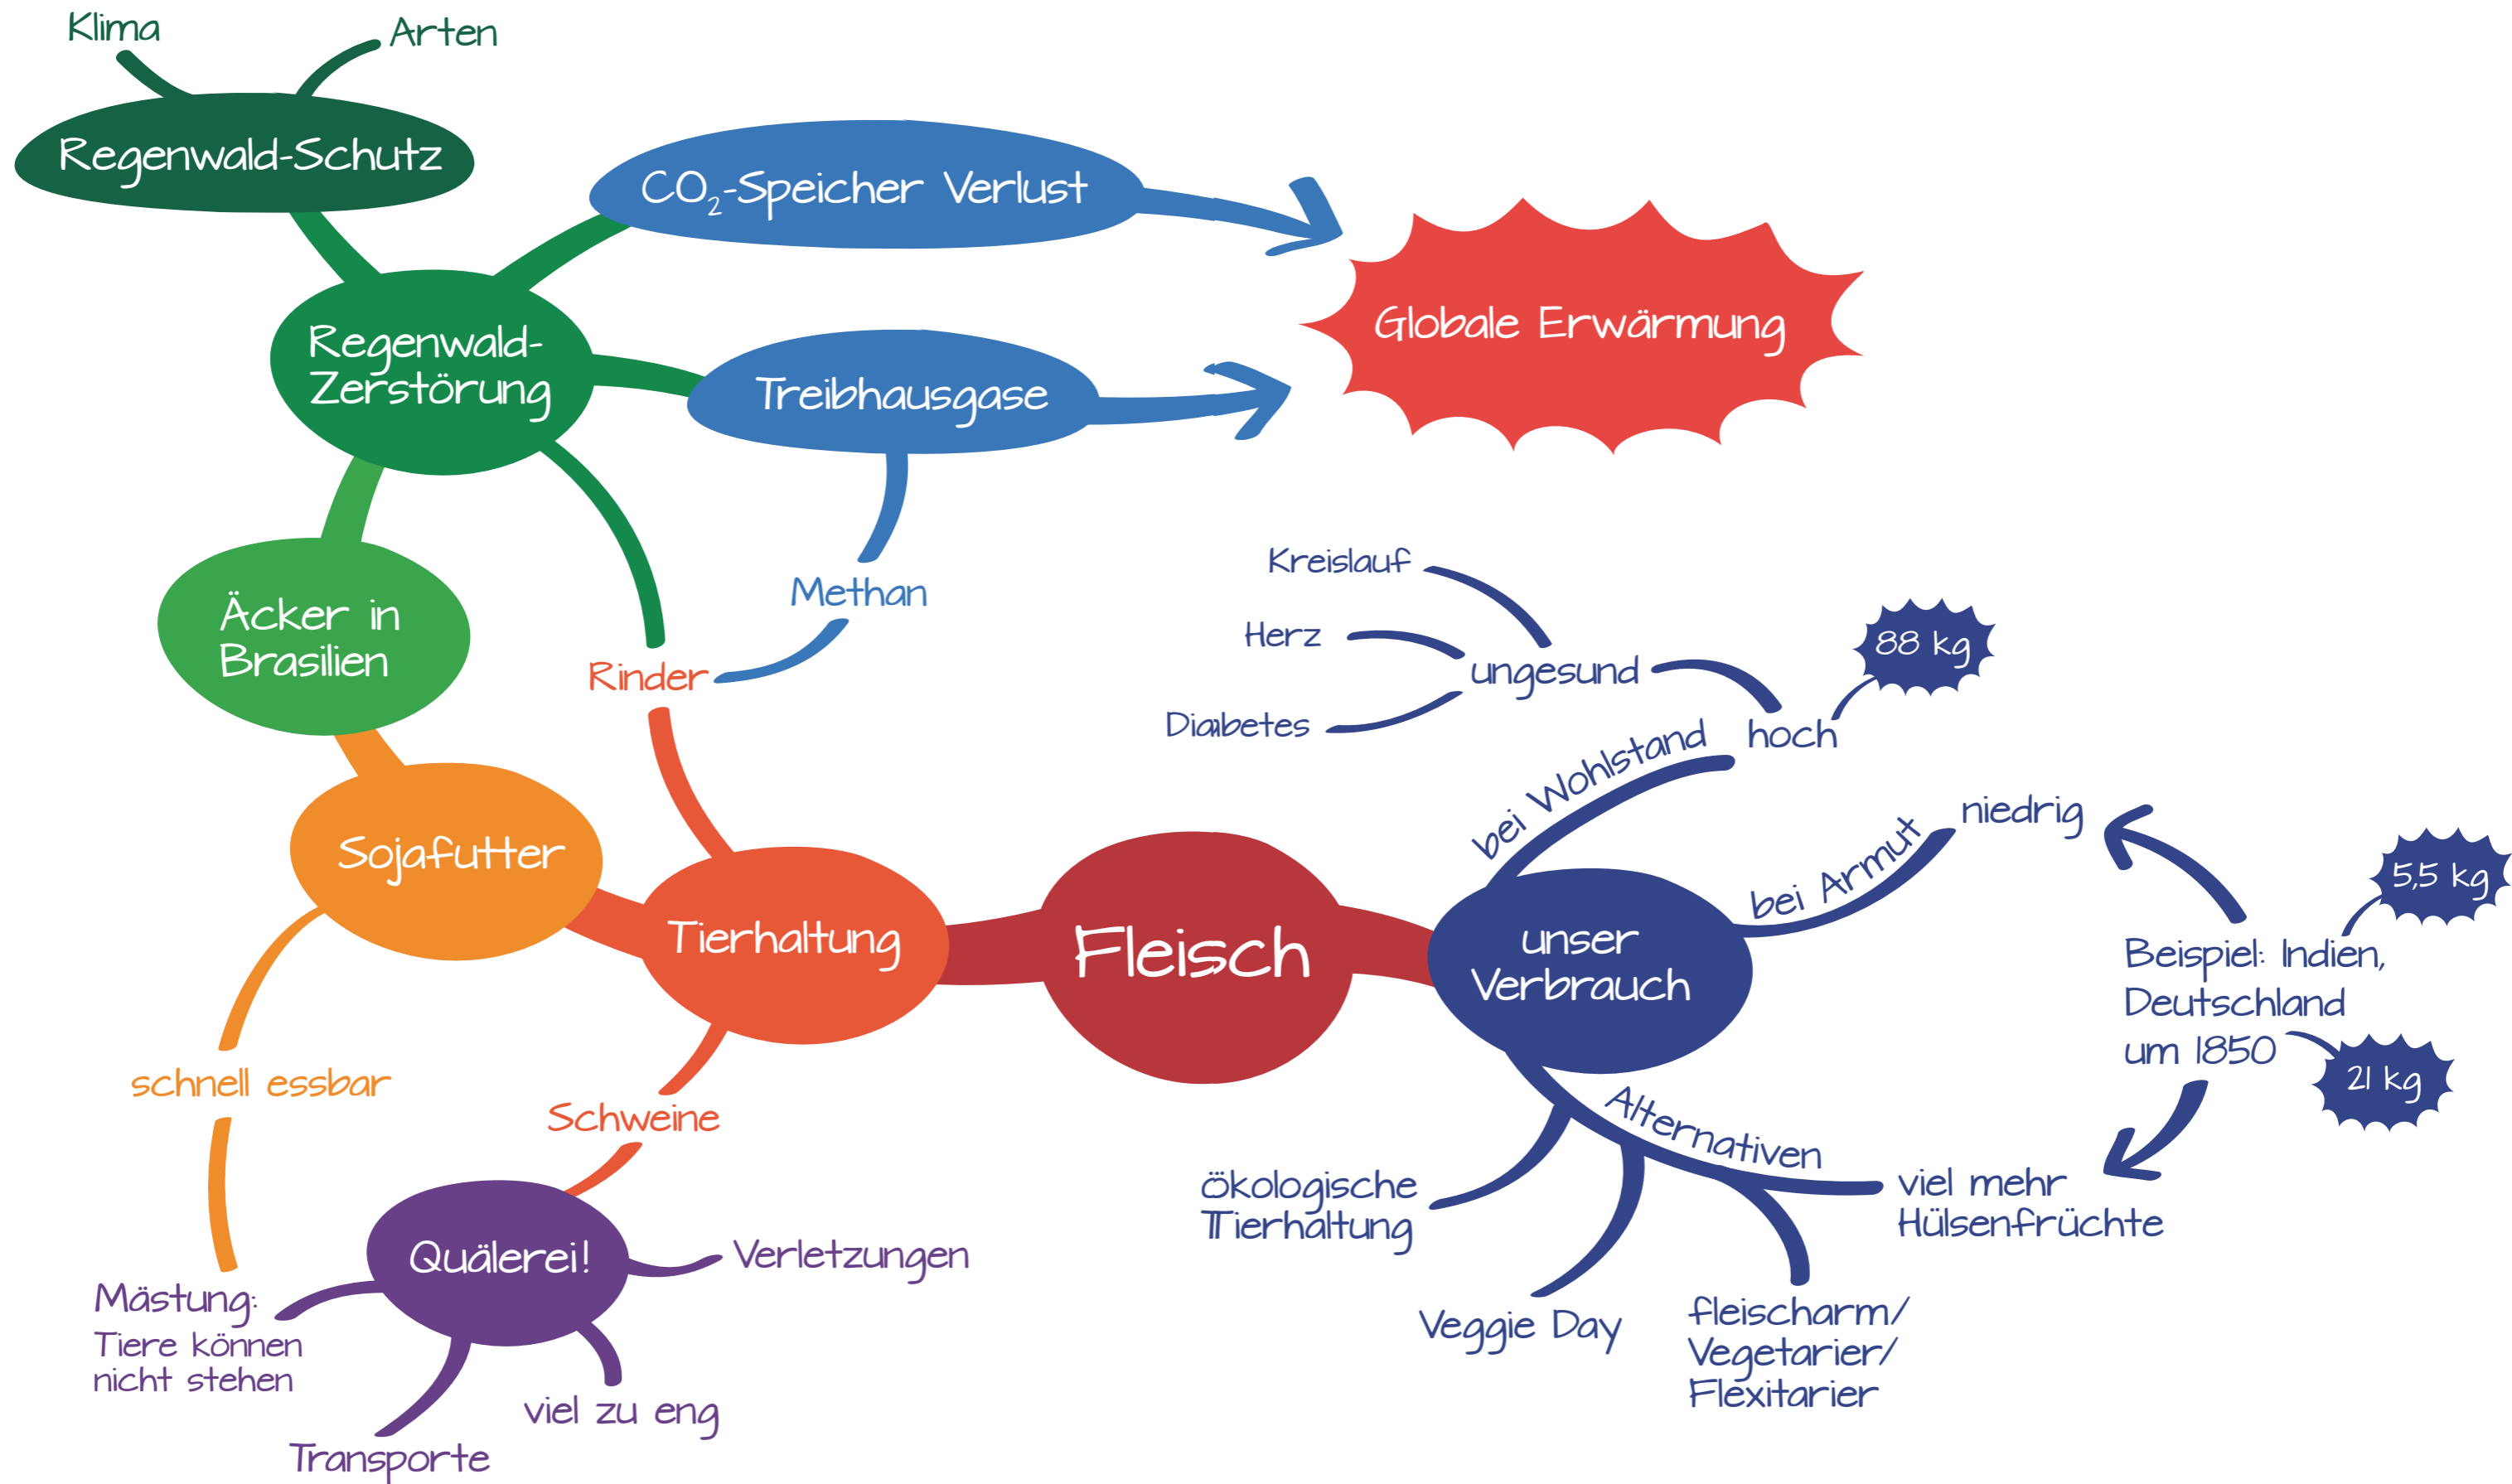 Klima
Arten
Regenwald-Schutz
CO₂-Speicher Verlust
Globale Erwärmung
Regenwald-
Zerstörung
Treibhausgase
Methan
Rinder
Äcker in
Brasilien
Sojafutter
schnell essbar
Tierhaltung
Schweine
Quälerei!
Verletzungen
Mästung:
Tiere können
nicht stehen
viel zu eng
Transporte
Fleisch
unser
Verbrauch
bei Wohlstand
hoch
88 kg
ungesund
Kreislauf
Herz
Diabetes
bei Armut
niedrig
5,5 kg
Beispiel: Indien,
Deutschland
um 1850
21 kg
Alternativen
viel mehr
Hülsenfrüchte
ökologische
Tierhaltung
Veggie Day
fleischarm/
Vegetarier/
Flexitarier